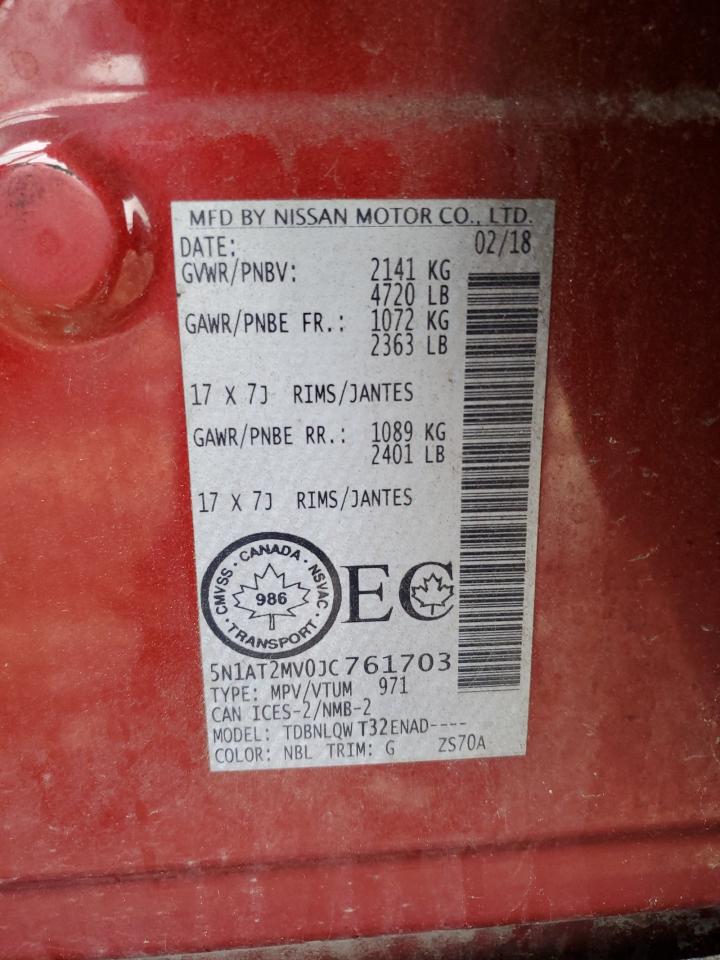 MFD BY NISSAN MOTOR CO., LTD.
DATE: 02/18
GVWR/PNBV: 2141 KG
4720 LB
GAWR/PNBE FR.: 1072 KG
2363 LB
17 X 7J RIMS/JANTES
GAWR/PNBE RR.: 1089 KG
2401 LB
17 X 7J RIMS/JANTES
CMVSS · CANADA · NSVAC · TRANSPORT ·
986
EC
5N1AT2MV0JC761703
TYPE: MPV/VTUM 971
CAN ICES-2/NMB-2
MODEL: TDBNLQW T32ENAD----
COLOR: NBL TRIM: G ZS70A